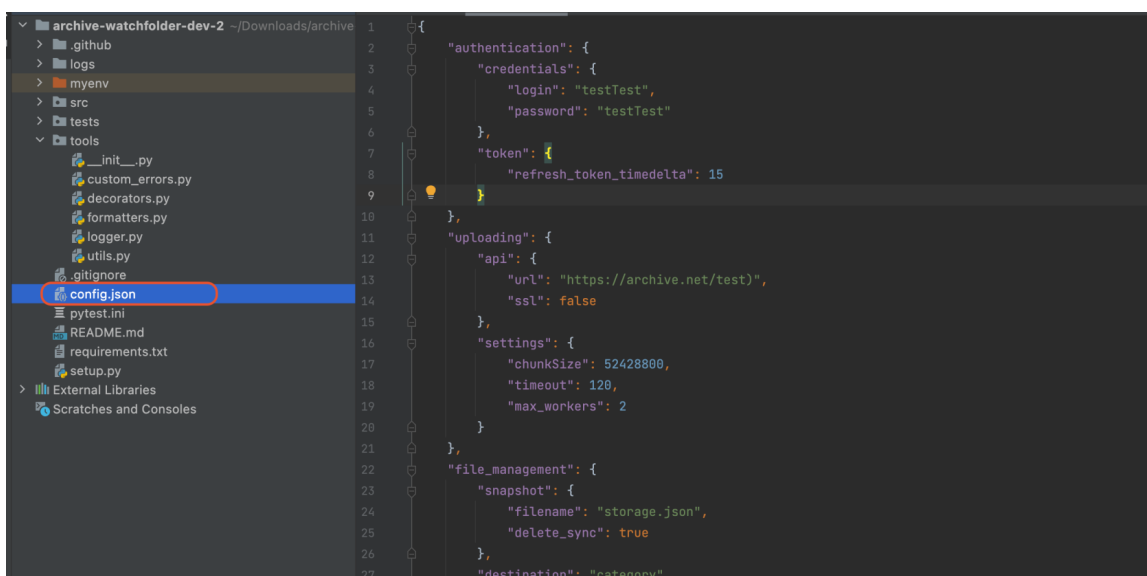 archive-watchfolder-dev-2 ~/Downloads/archive
.github
logs
myenv
src
tests
tools
__init__.py
custom_errors.py
decorators.py
formatters.py
logger.py
utils.py
.gitignore
config.json
pytest.ini
README.md
requirements.txt
setup.py
External Libraries
Scratches and Consoles
1 {
2 "authentication": {
3 "credentials": {
4 "login": "testTest",
5 "password": "testTest"
6 },
7 "token": {
8 "refresh_token_timedelta": 15
9 }
10 },
11 "uploading": {
12 "api": {
13 "url": "https://archive.net/test)",
14 "ssl": false
15 },
16 "settings": {
17 "chunkSize": 52428800,
18 "timeout": 120,
19 "max_workers": 2
20 }
21 },
22 "file_management": {
23 "snapshot": {
24 "filename": "storage.json",
25 "delete_sync": true
26 },
27 "destination": "category"